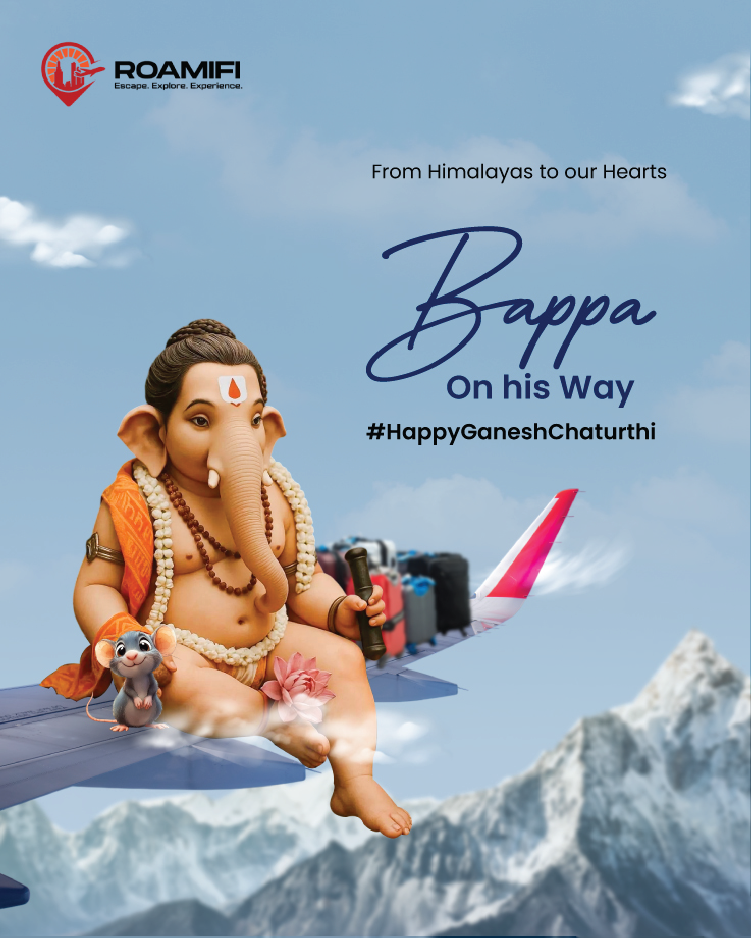 ROAMIFI
Escape. Explore. Experience.
From Himalayas to our Hearts
Bappa
On his Way
#HappyGaneshChaturthi